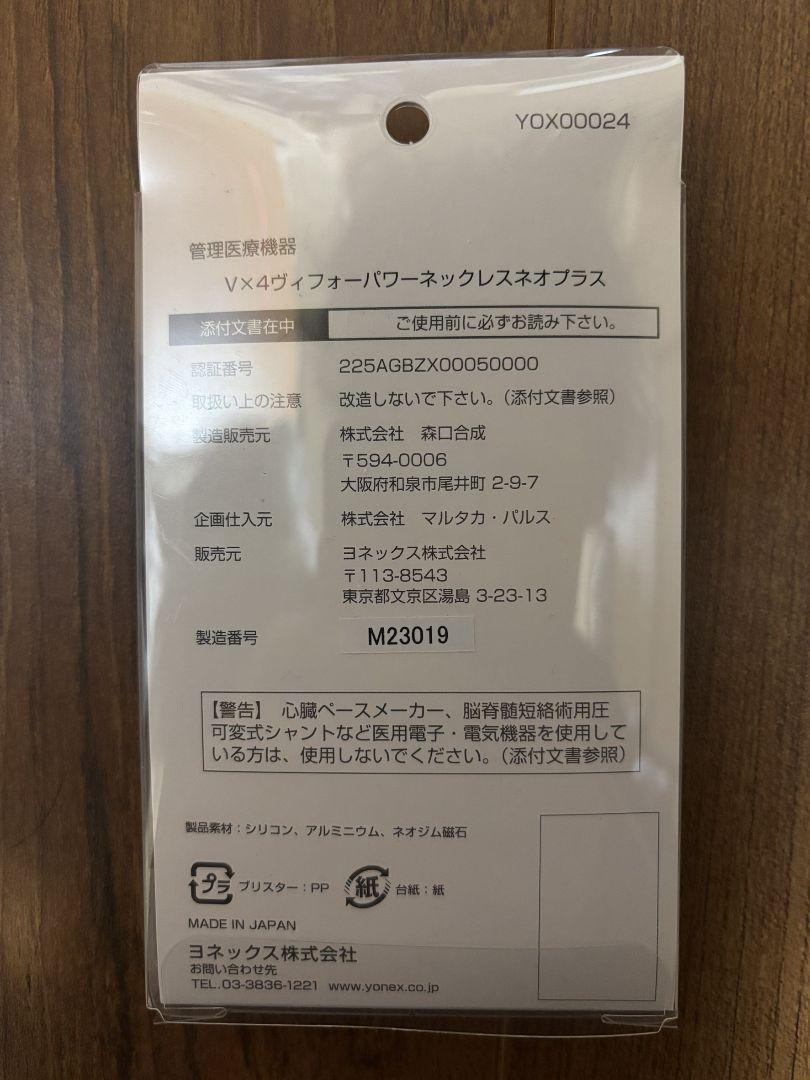 YOX00024
管理医療機器
V×4ヴィフォーパワーネックレスネオプラス
添付文書在中 ご使用前に必ずお読み下さい。
認証番号 225AGBZX00050000
取扱い上の注意 改造しないで下さい。（添付文書参照）
製造販売元 株式会社 森口合成
〒594-0006
大阪府和泉市尾井町 2-9-7
企画仕入元 株式会社 マルタカ・パルス
販売元 ヨネックス株式会社
〒113-8543
東京都文京区湯島 3-23-13
製造番号 M23019
【警告】 心臓ペースメーカー、脳脊髄短絡術用圧
可変式シャントなど医用電子・電気機器を使用して
いる方は、使用しないでください。（添付文書参照）
製品素材：シリコン、アルミニウム、ネオジム磁石
プラ ブリスター：PP 紙 台紙：紙
MADE IN JAPAN
ヨネックス株式会社
お問い合わせ先
TEL.03-3836-1221 www.yonex.co.jp